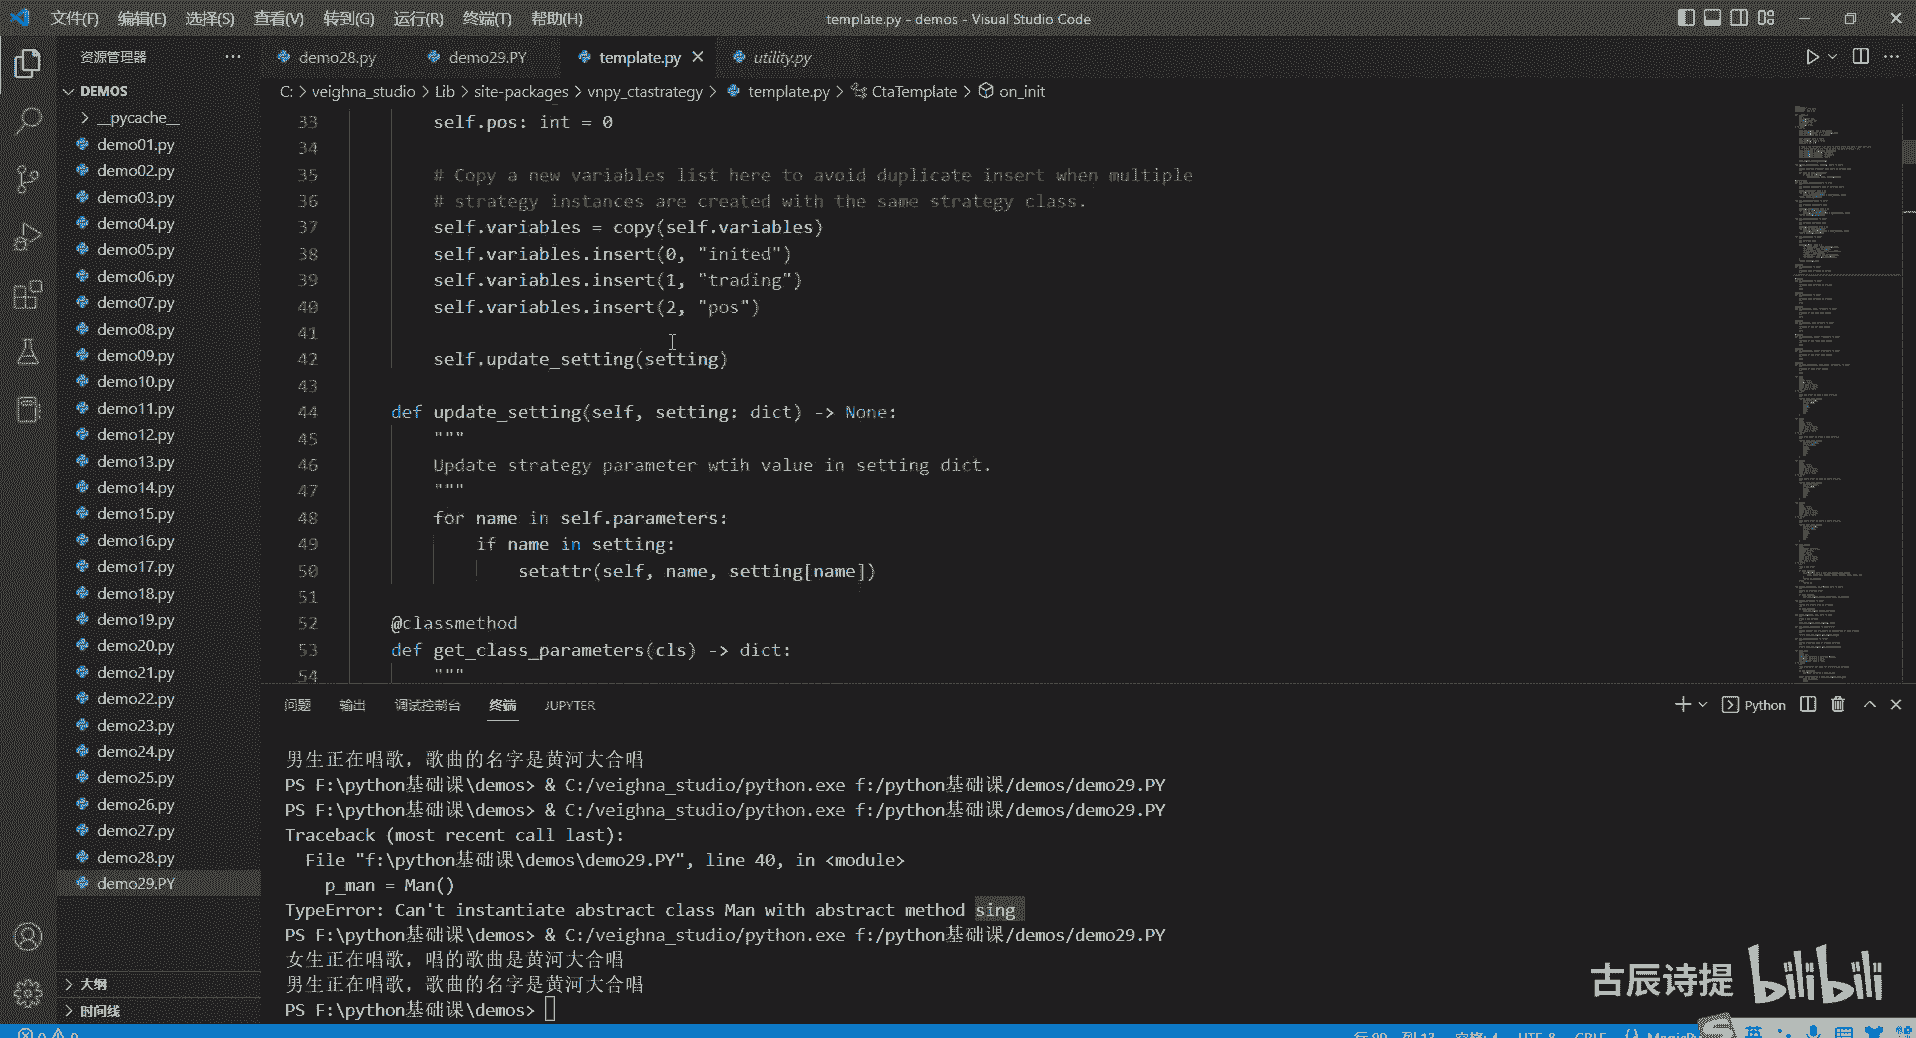 文件(F) 编辑(E) 选择(S) 查看(V) 转到(G) 运行(R) 终端(T) 帮助(H) template.py - demos - Visual Studio Code
资源管理器 demo28.py demo29.PY template.py utility.py
DEMOS
C: > veighna_studio > Lib > site-packages > vnpy_ctastrategy > template.py > CtaTemplate > on_init
__pycache__
demo01.py
demo02.py
demo03.py
demo04.py
demo05.py
demo06.py
demo07.py
demo08.py
demo09.py
demo10.py
demo11.py
demo12.py
demo13.py
demo14.py
demo15.py
demo16.py
demo17.py
demo18.py
demo19.py
demo20.py
demo21.py
demo22.py
demo23.py
demo24.py
demo25.py
demo26.py
demo27.py
demo28.py
demo29.PY
大纲
时间线
33 self.pos: int = 0
34
35 # Copy a new variables list here to avoid duplicate insert when multiple
36 # strategy instances are created with the same strategy class.
37 self.variables = copy(self.variables)
38 self.variables.insert(0, "inited")
39 self.variables.insert(1, "trading")
40 self.variables.insert(2, "pos")
41
42 self.update_setting(setting)
43
44 def update_setting(self, setting: dict) -> None:
45 """
46 Update strategy parameter wtih value in setting dict.
47 """
48 for name in self.parameters:
49 if name in setting:
50 setattr(self, name, setting[name])
51
52 @classmethod
53 def get_class_parameters(cls) -> dict:
54 """
问题 输出 调试控制台 终端 JUPYTER Python
男生正在唱歌，歌曲的名字是黄河大合唱
PS F:\python基础课\demos> & C:/veighna_studio/python.exe f:/python基础课/demos/demo29.PY
PS F:\python基础课\demos> & C:/veighna_studio/python.exe f:/python基础课/demos/demo29.PY
Traceback (most recent call last):
File "f:\python基础课\demos\demo29.PY", line 40, in <module>
p_man = Man()
TypeError: Can't instantiate abstract class Man with abstract method sing
PS F:\python基础课\demos> & C:/veighna_studio/python.exe f:/python基础课/demos/demo29.PY
女生正在唱歌，唱的歌曲是黄河大合唱
男生正在唱歌，歌曲的名字是黄河大合唱
PS F:\python基础课\demos>
古辰诗提 bilibili
英